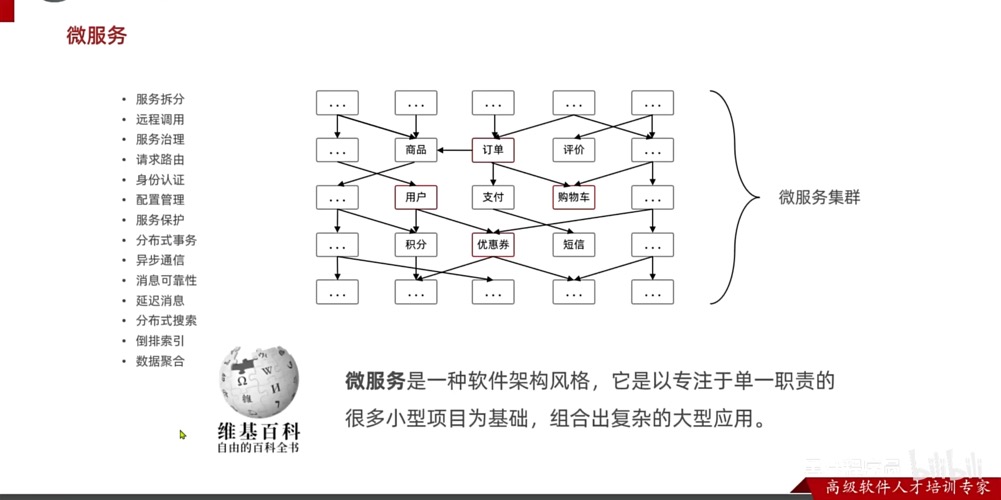 微服务
服务拆分
远程调用
服务治理
请求路由
身份认证
配置管理
服务保护
分布式事务
异步通信
消息可靠性
延迟消息
分布式搜索
倒排索引
数据聚合
... ... ... ... ...
... 商品 订单 评价 ...
... 用户 支付 购物车 ...
... 积分 优惠券 短信 ...
... ... ... ... ...
微服务集群
Ω W И 維
维基百科
自由的百科全书
微服务是一种软件架构风格，它是以专注于单一职责的
很多小型项目为基础，组合出复杂的大型应用。
bilibili
高级软件人才培训专家